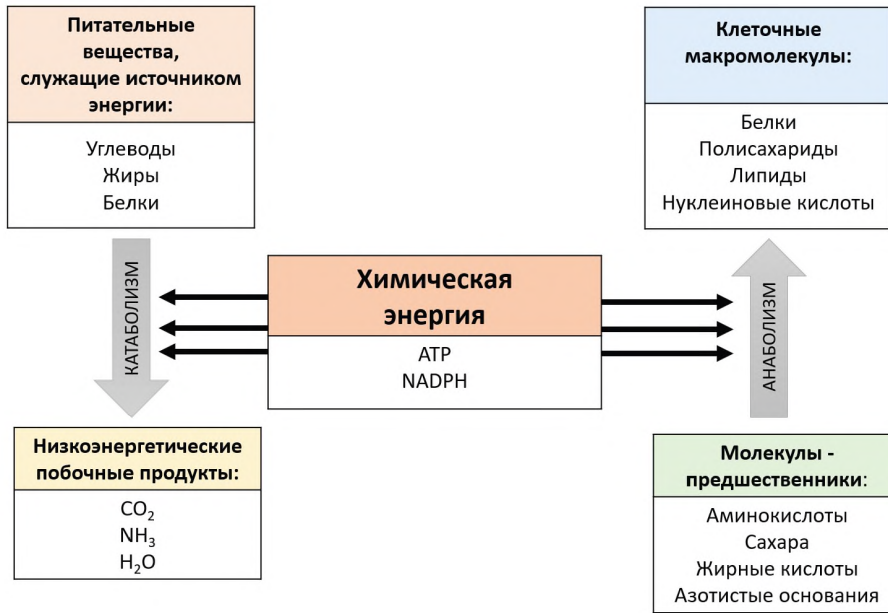 Питательные
вещества,
служащие источником
энергии:
Углеводы
Жиры
Белки
Клеточные
макромолекулы:
Белки
Полисахариды
Липиды
Нуклеиновые кислоты
КАТАБОЛИЗМ
Химическая
энергия
ATP
NADPH
АНАБОЛИЗМ
Низкоэнергетические
побочные продукты:
CO₂
NH₃
H₂O
Молекулы -
предшественники:
Аминокислоты
Сахара
Жирные кислоты
Азотистые основания